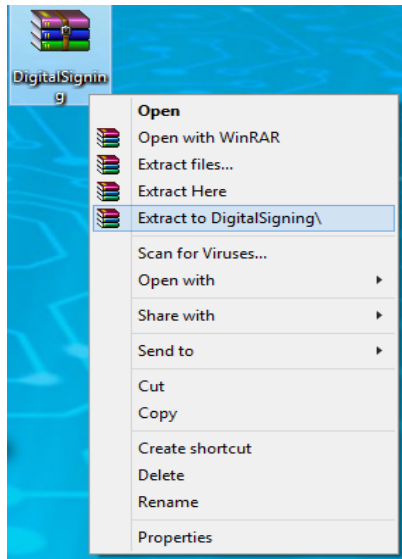 DigitalSignin
g
Open
Open with WinRAR
Extract files...
Extract Here
Extract to DigitalSigning\
Scan for Viruses...
Open with
Share with
Send to
Cut
Copy
Create shortcut
Delete
Rename
Properties